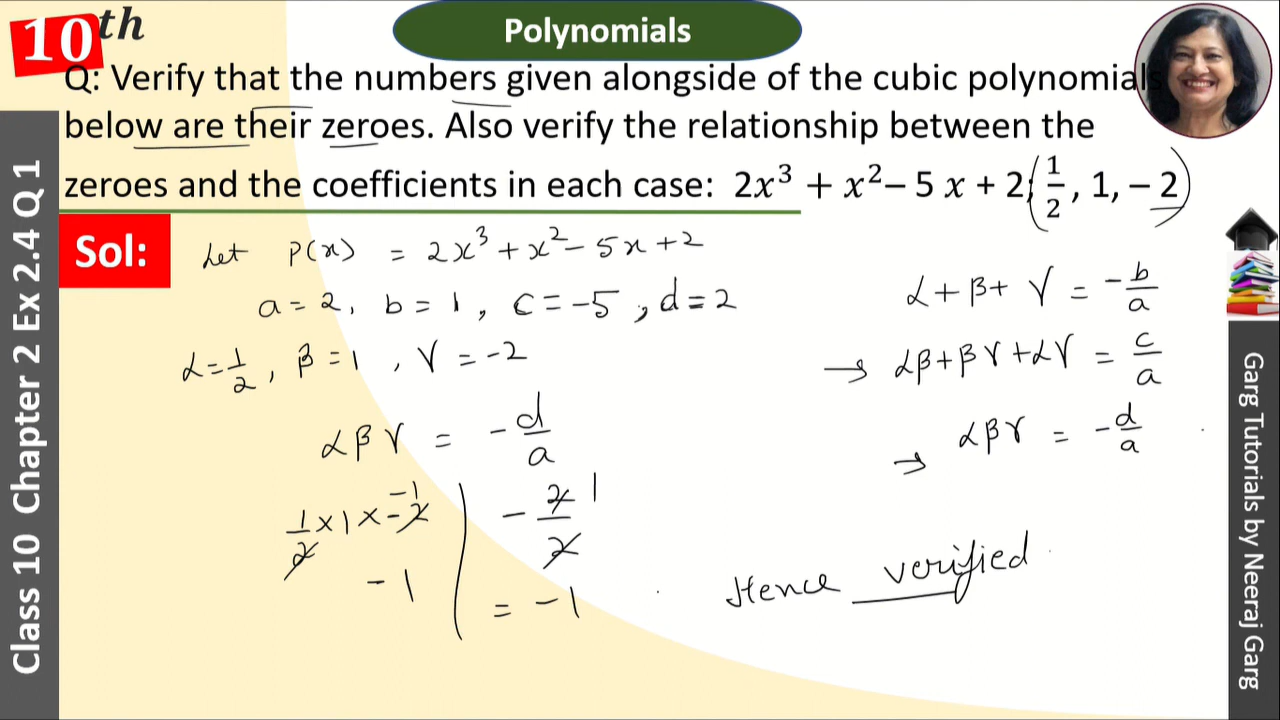 10th
Polynomials
Q: Verify that the numbers given alongside of the cubic polynomials
below are their zeroes. Also verify the relationship between the
zeroes and the coefficients in each case: 2x³ + x² – 5 x + 2; (1/2, 1, – 2)
Sol:
Let P(x) = 2x³ + x² – 5x + 2
a = 2, b = 1, c = –5, d = 2
α = 1/2, β = 1, γ = –2
αβγ = – d/a
1/2 × 1 × –2 –1 | – 2/2 1
–1 | = –1
α + β + γ = – b/a
→ αβ + βγ + αγ = c/a
→ αβγ = – d/a
Hence verified
Class 10 Chapter 2 Ex 2.4 Q 1
Garg Tutorials by Neeraj Garg